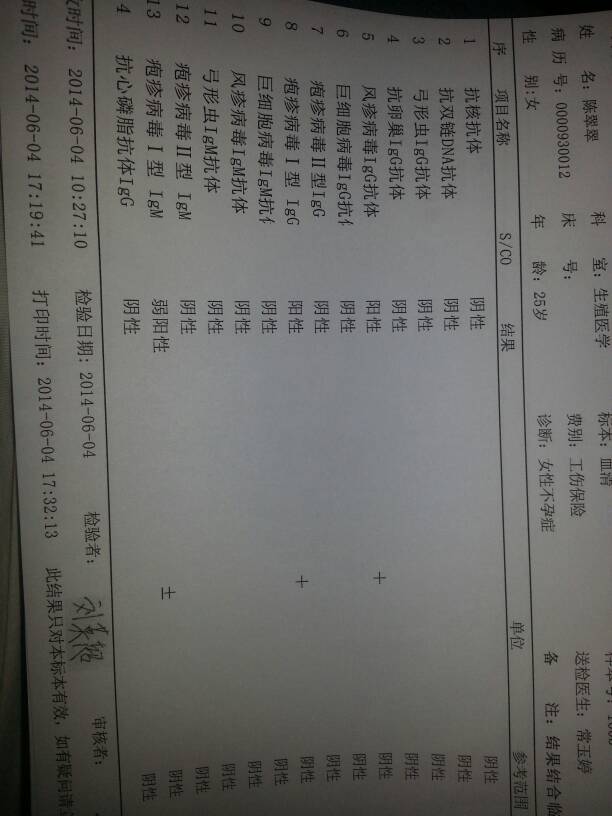 姓 名：陈翠翠 科 室：生殖医学 标本：血清 样本号：
病 历 号：0000930012 床 号： 费别：工伤保险 送检医生：常玉婷
性 别:女 年 龄：25岁 诊断：女性不孕症 备 注：结果结合临
序 项目名称 S/CO 结果 单位 参考范围
1 抗核抗体 阴性 阴性
2 抗双链DNA抗体 阴性 阴性
3 弓形虫IgG抗体 阴性 阴性
4 抗卵巢IgG抗体 阴性 阴性
5 风疹病毒IgG抗体 阳性 ＋ 阴性
6 巨细胞病毒IgG抗 阴性 阴性
7 疱疹病毒Ⅱ型IgG 阴性 阴性
8 疱疹病毒Ⅰ型 IgG 阳性 ＋ 阴性
9 巨细胞病毒IgM抗 阴性 阴性
10 风疹病毒IgM抗体 阴性 阴性
11 弓形虫IgM抗体 阴性 阴性
12 疱疹病毒Ⅱ型 IgM 阴性 阴性
13 疱疹病毒Ⅰ型 IgM 弱阳性 ± 阴性
4 抗心磷脂抗体IgG 阴性 阴性
时间： 2014-06-04 10:27:10 检验日期: 2014-06-04 检验者： 刘英超 审核者：
时间： 2014-06-04 17:19:41 打印时间：2014-06-04 17:32:13 此结果只对本标本有效，如有疑问请